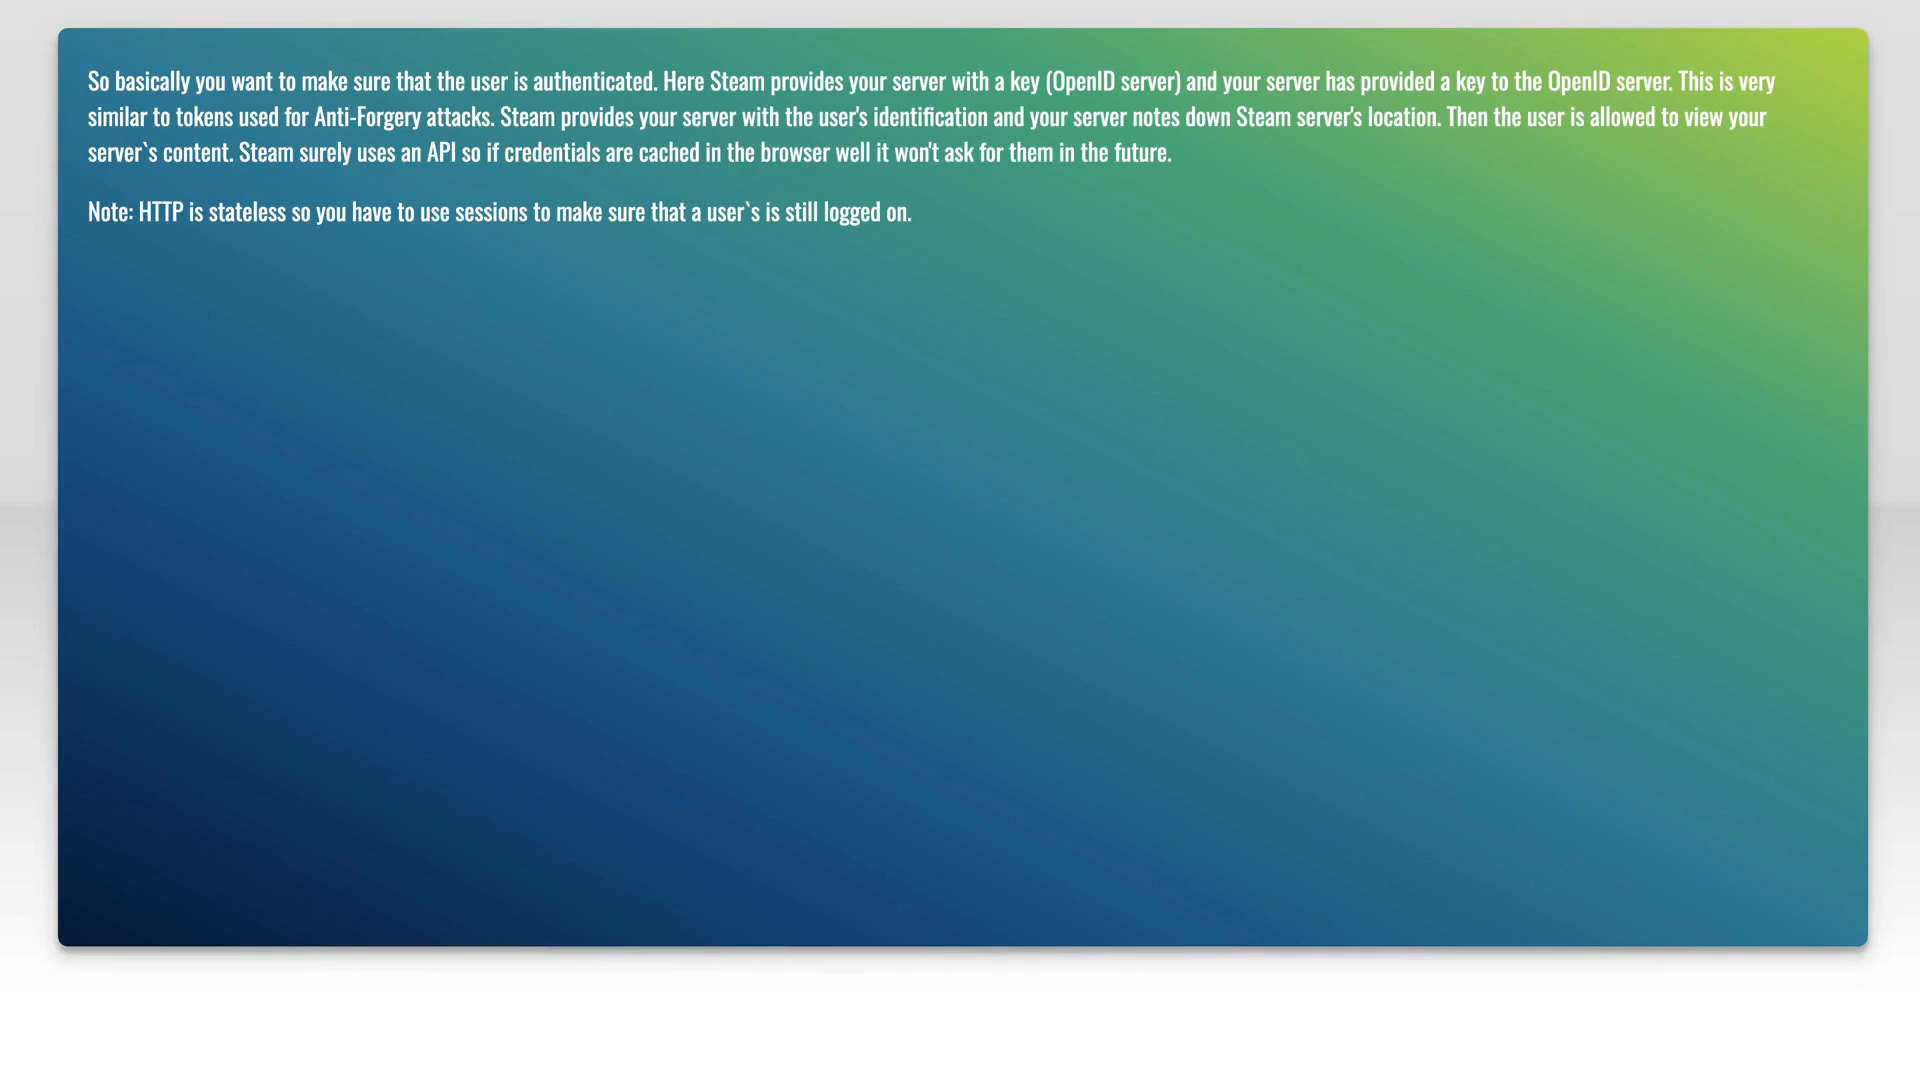 So basically you want to make sure that the user is authenticated. Here Steam provides your server with a key (OpenID server) and your server has provided a key to the OpenID server. This is very
similar to tokens used for Anti-Forgery attacks. Steam provides your server with the user's identification and your server notes down Steam server's location. Then the user is allowed to view your
server`s content. Steam surely uses an API so if credentials are cached in the browser well it won't ask for them in the future.
Note: HTTP is stateless so you have to use sessions to make sure that a user`s is still logged on.